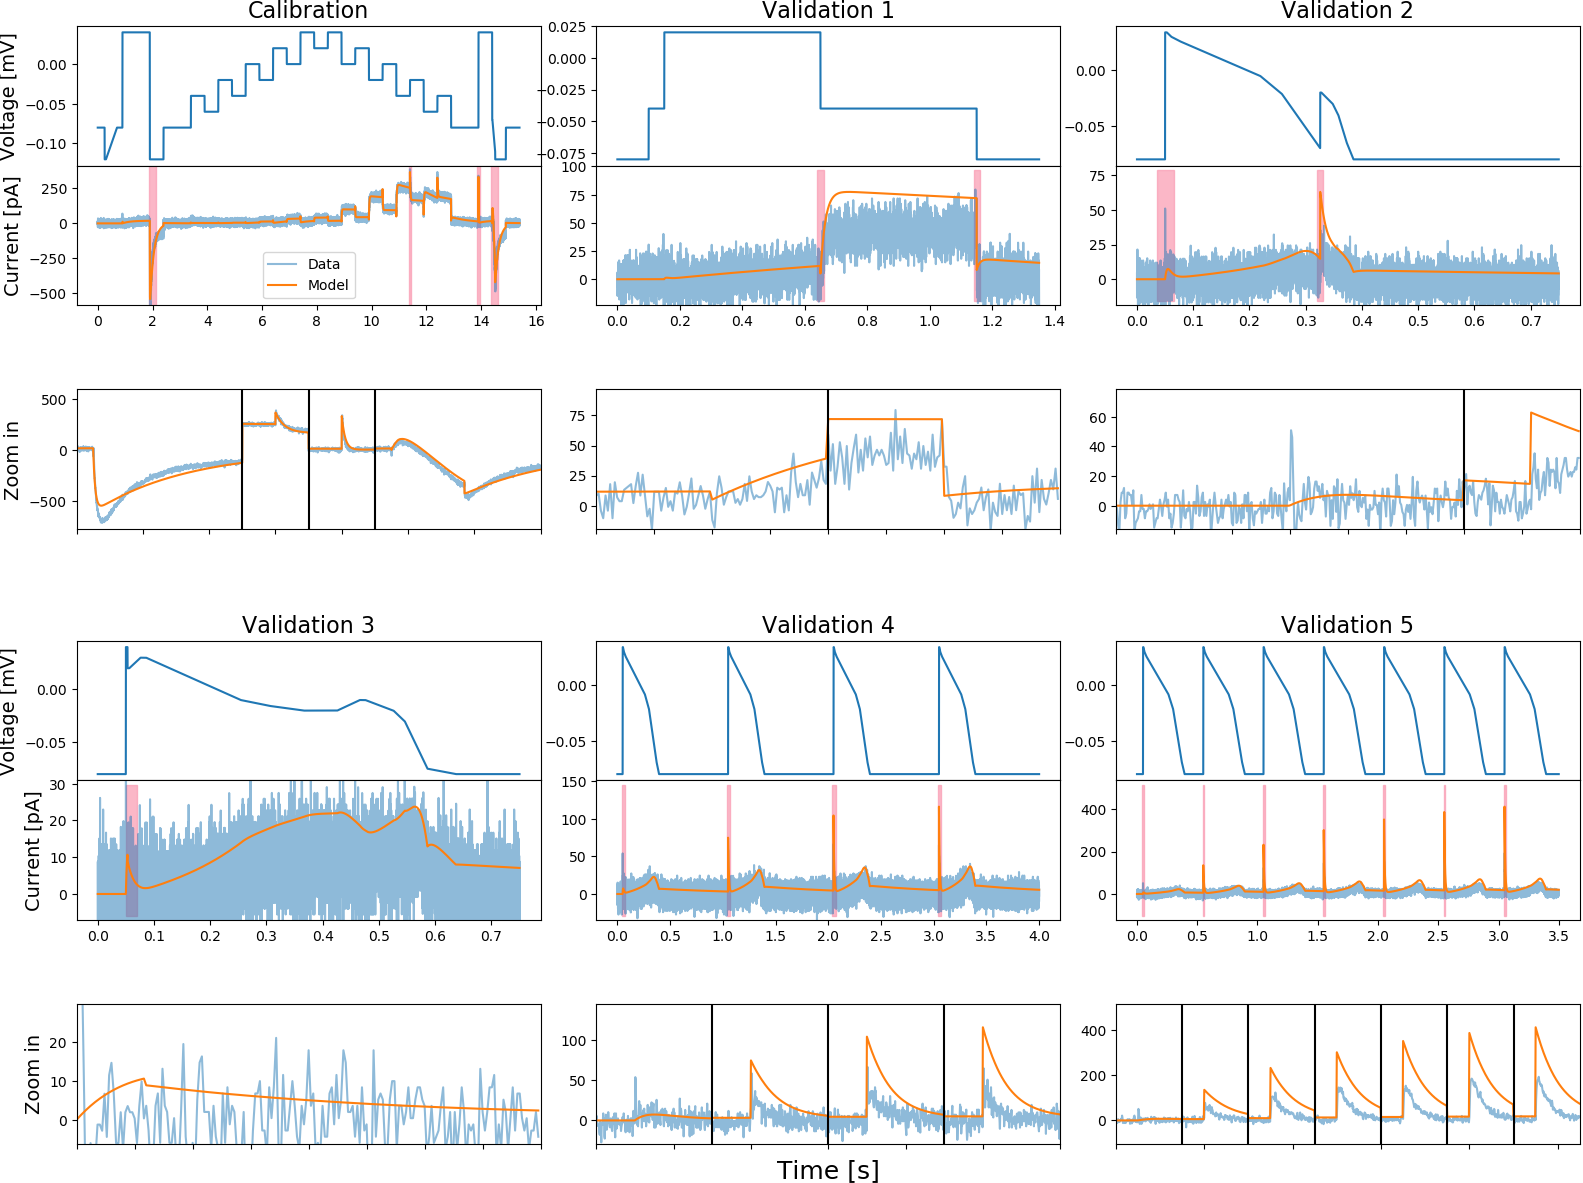 Calibration
Validation 1
Validation 2
Voltage [mV]
0.00
−0.05
−0.10
0.025
0.000
−0.025
−0.050
−0.075
0.00
−0.05
Current [pA]
250
0
−250
−500
Data
Model
100
75
50
25
0
75
50
25
0
0 2 4 6 8 10 12 14 16
0.0 0.2 0.4 0.6 0.8 1.0 1.2 1.4
0.0 0.1 0.2 0.3 0.4 0.5 0.6 0.7
Zoom in
500
0
−500
75
50
25
0
60
40
20
0
Validation 3
Validation 4
Validation 5
Voltage [mV]
0.00
−0.05
0.00
−0.05
0.00
−0.05
Current [pA]
30
20
10
0
150
100
50
0
400
200
0
0.0 0.1 0.2 0.3 0.4 0.5 0.6 0.7
0.0 0.5 1.0 1.5 2.0 2.5 3.0 3.5 4.0
0.0 0.5 1.0 1.5 2.0 2.5 3.0 3.5
Zoom in
20
10
0
100
50
0
400
200
0
Time [s]